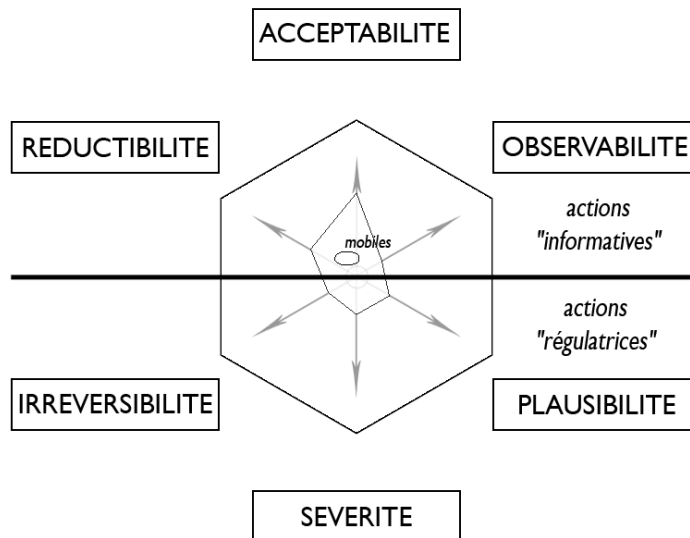 ACCEPTABILITE
REDUCTIBILITE
OBSERVABILITE
actions
"informatives"
mobiles
actions
"régulatrices"
IRREVERSIBILITE
PLAUSIBILITE
SEVERITE